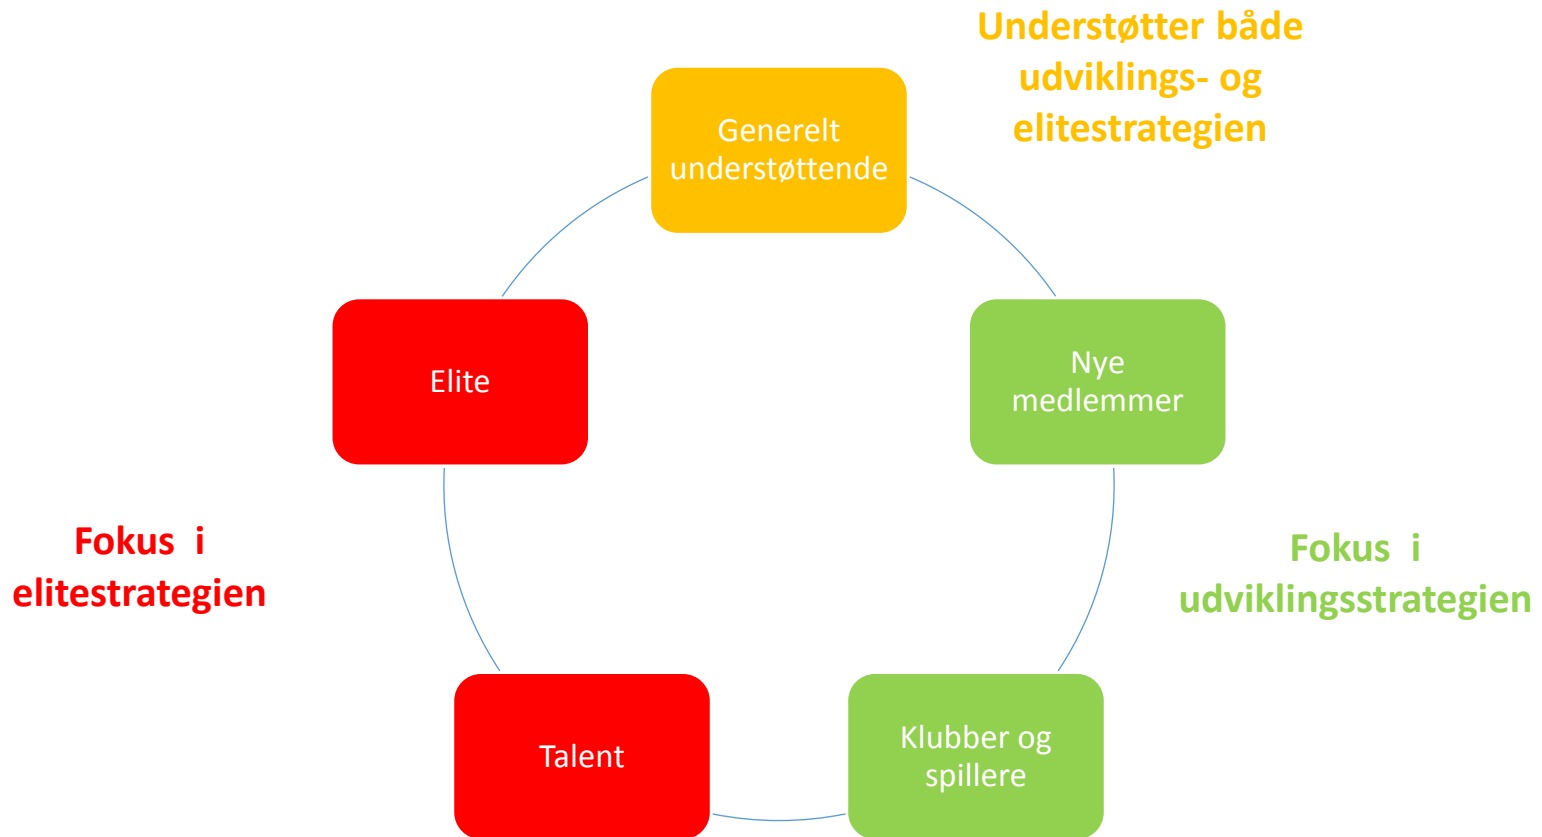 Understøtter både
udviklings- og
elitestrategien
Generelt
understøttende
Elite
Nye
medlemmer
Fokus  i
elitestrategien
Fokus  i
udviklingsstrategien
Talent
Klubber og
spillere